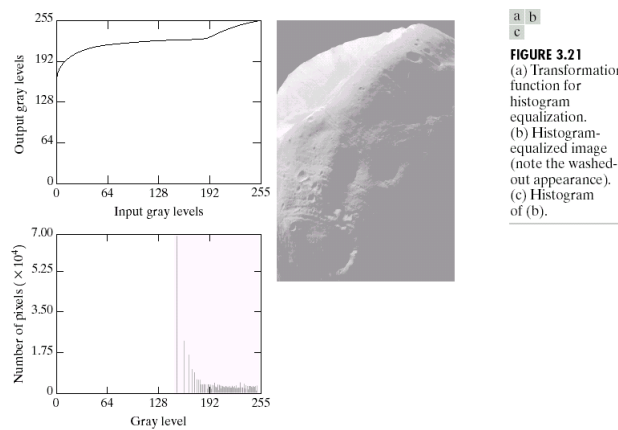 255
192
128
64
0
Output gray levels
0 64 128 192 255
Input gray levels
7.00
5.25
3.50
1.75
0
Number of pixels ( × 10⁴)
0 64 128 192 255
Gray level
a b
c
FIGURE 3.21
(a) Transformation
function for
histogram
equalization.
(b) Histogram-
equalized image
(note the washed-
out appearance).
(c) Histogram
of (b).